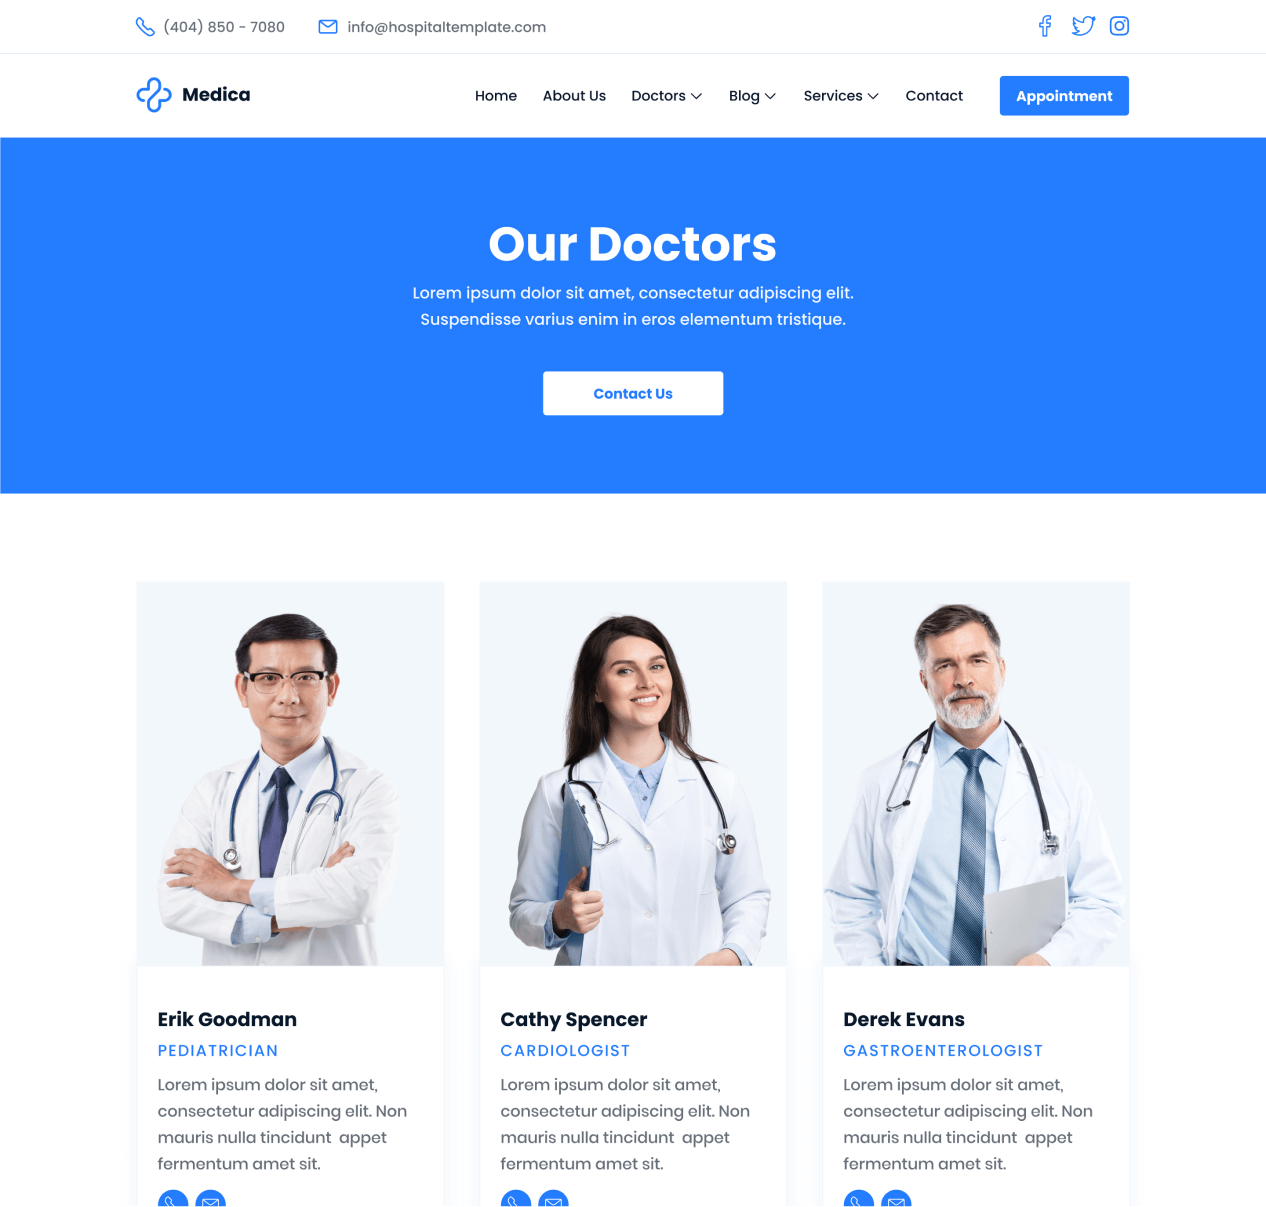 (404) 850 - 7080
info@hospitaltemplate.com
Medica
Home
About Us
Doctors
Blog
Services
Contact
Appointment
Our Doctors
Lorem ipsum dolor sit amet, consectetur adipiscing elit.
Suspendisse varius enim in eros elementum tristique.
Contact Us
Erik Goodman
PEDIATRICIAN
Lorem ipsum dolor sit amet,
consectetur adipiscing elit. Non
mauris nulla tincidunt appet
fermentum amet sit.
Cathy Spencer
CARDIOLOGIST
Lorem ipsum dolor sit amet,
consectetur adipiscing elit. Non
mauris nulla tincidunt appet
fermentum amet sit.
Derek Evans
GASTROENTEROLOGIST
Lorem ipsum dolor sit amet,
consectetur adipiscing elit. Non
mauris nulla tincidunt appet
fermentum amet sit.